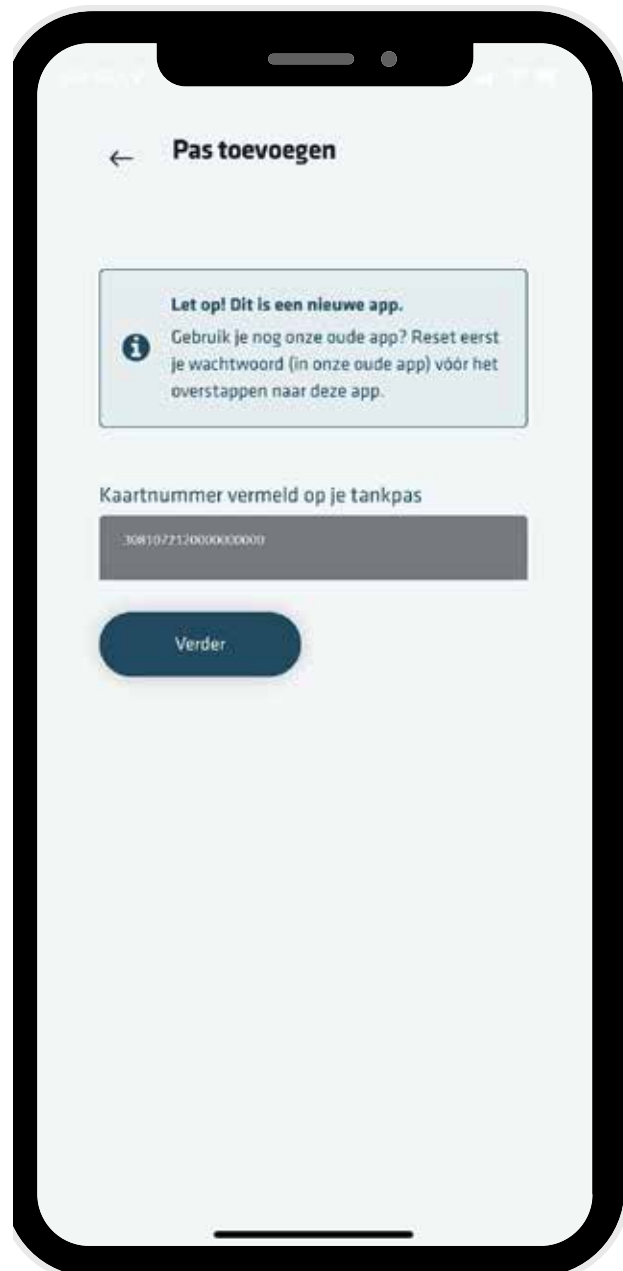 Pas toevoegen
Let op! Dit is een nieuwe app.
Gebruik je nog onze oude app? Reset eerst
je wachtwoord (in onze oude app) vóór het
overstappen naar deze app.
Kaartnummer vermeld op je tankpas
3081077120000000000
Verder